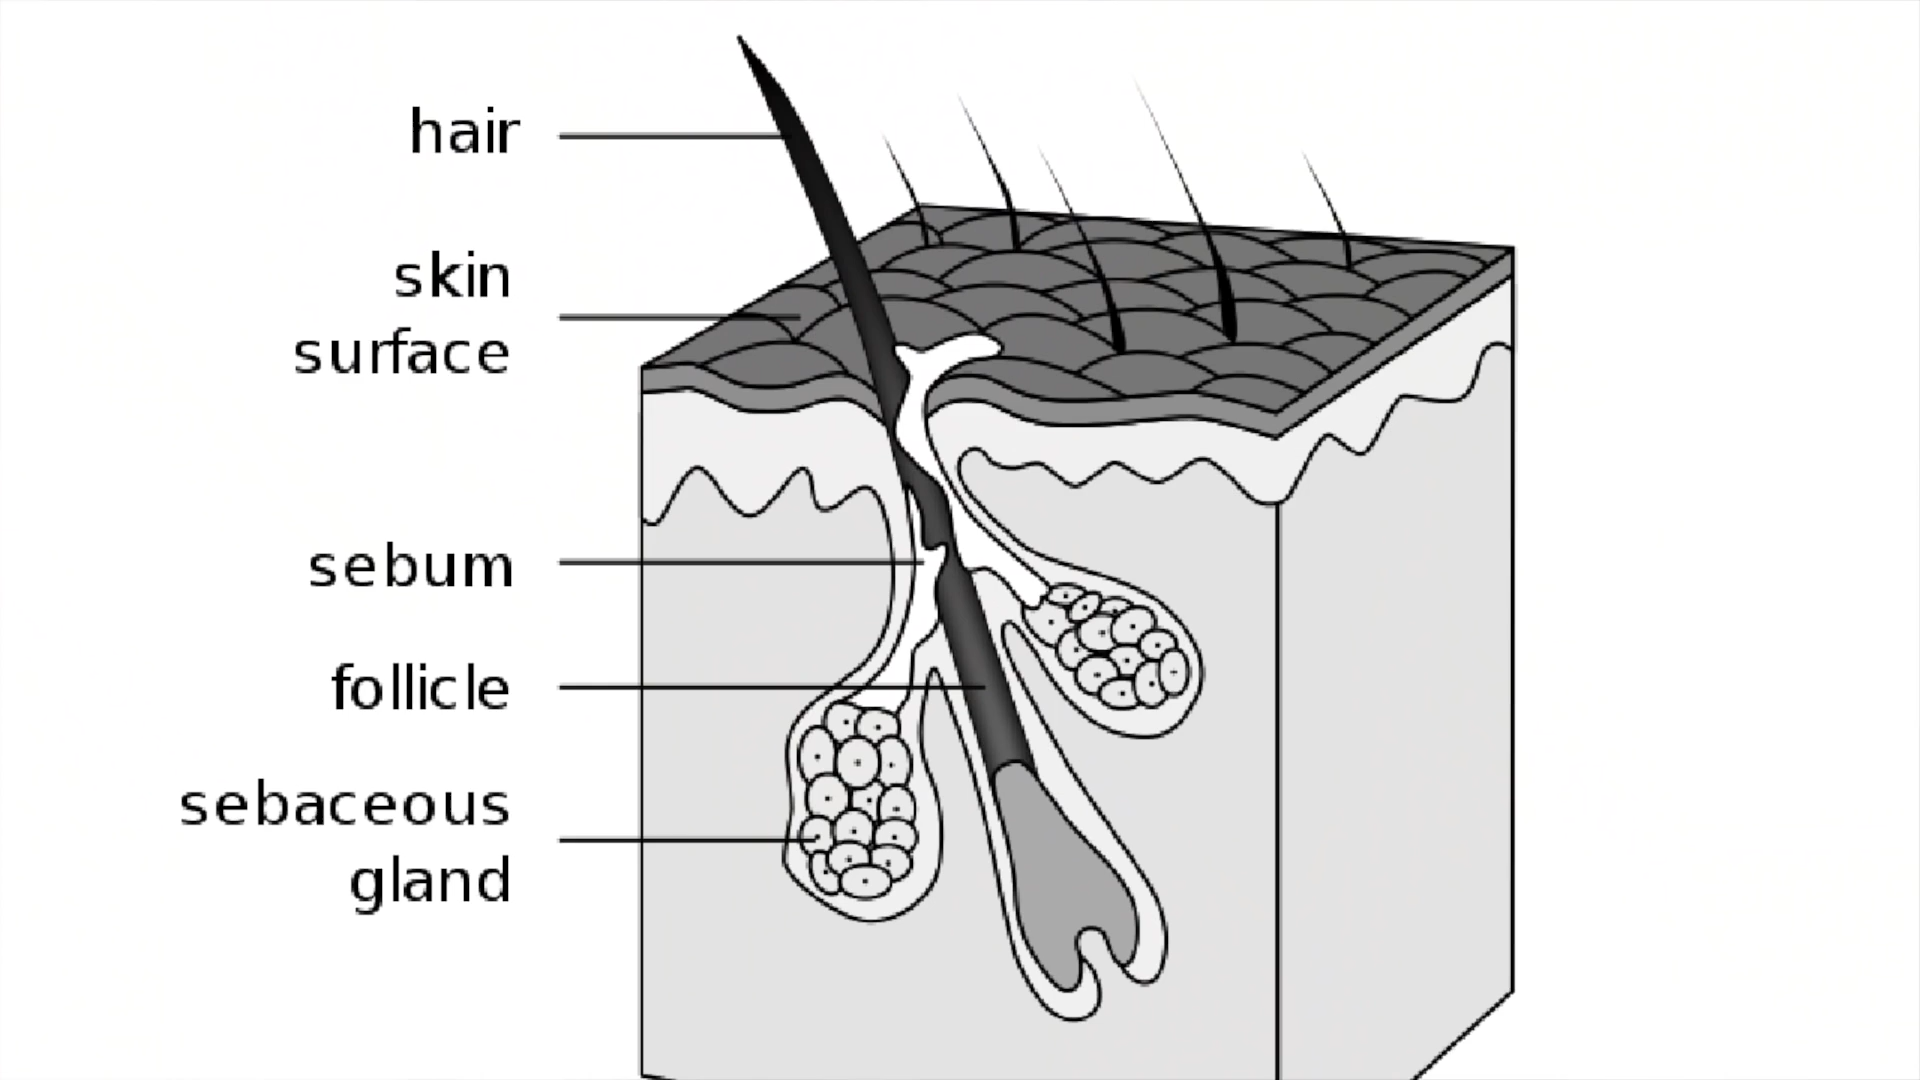 hair
skin
surface
sebum
follicle
sebaceous
gland